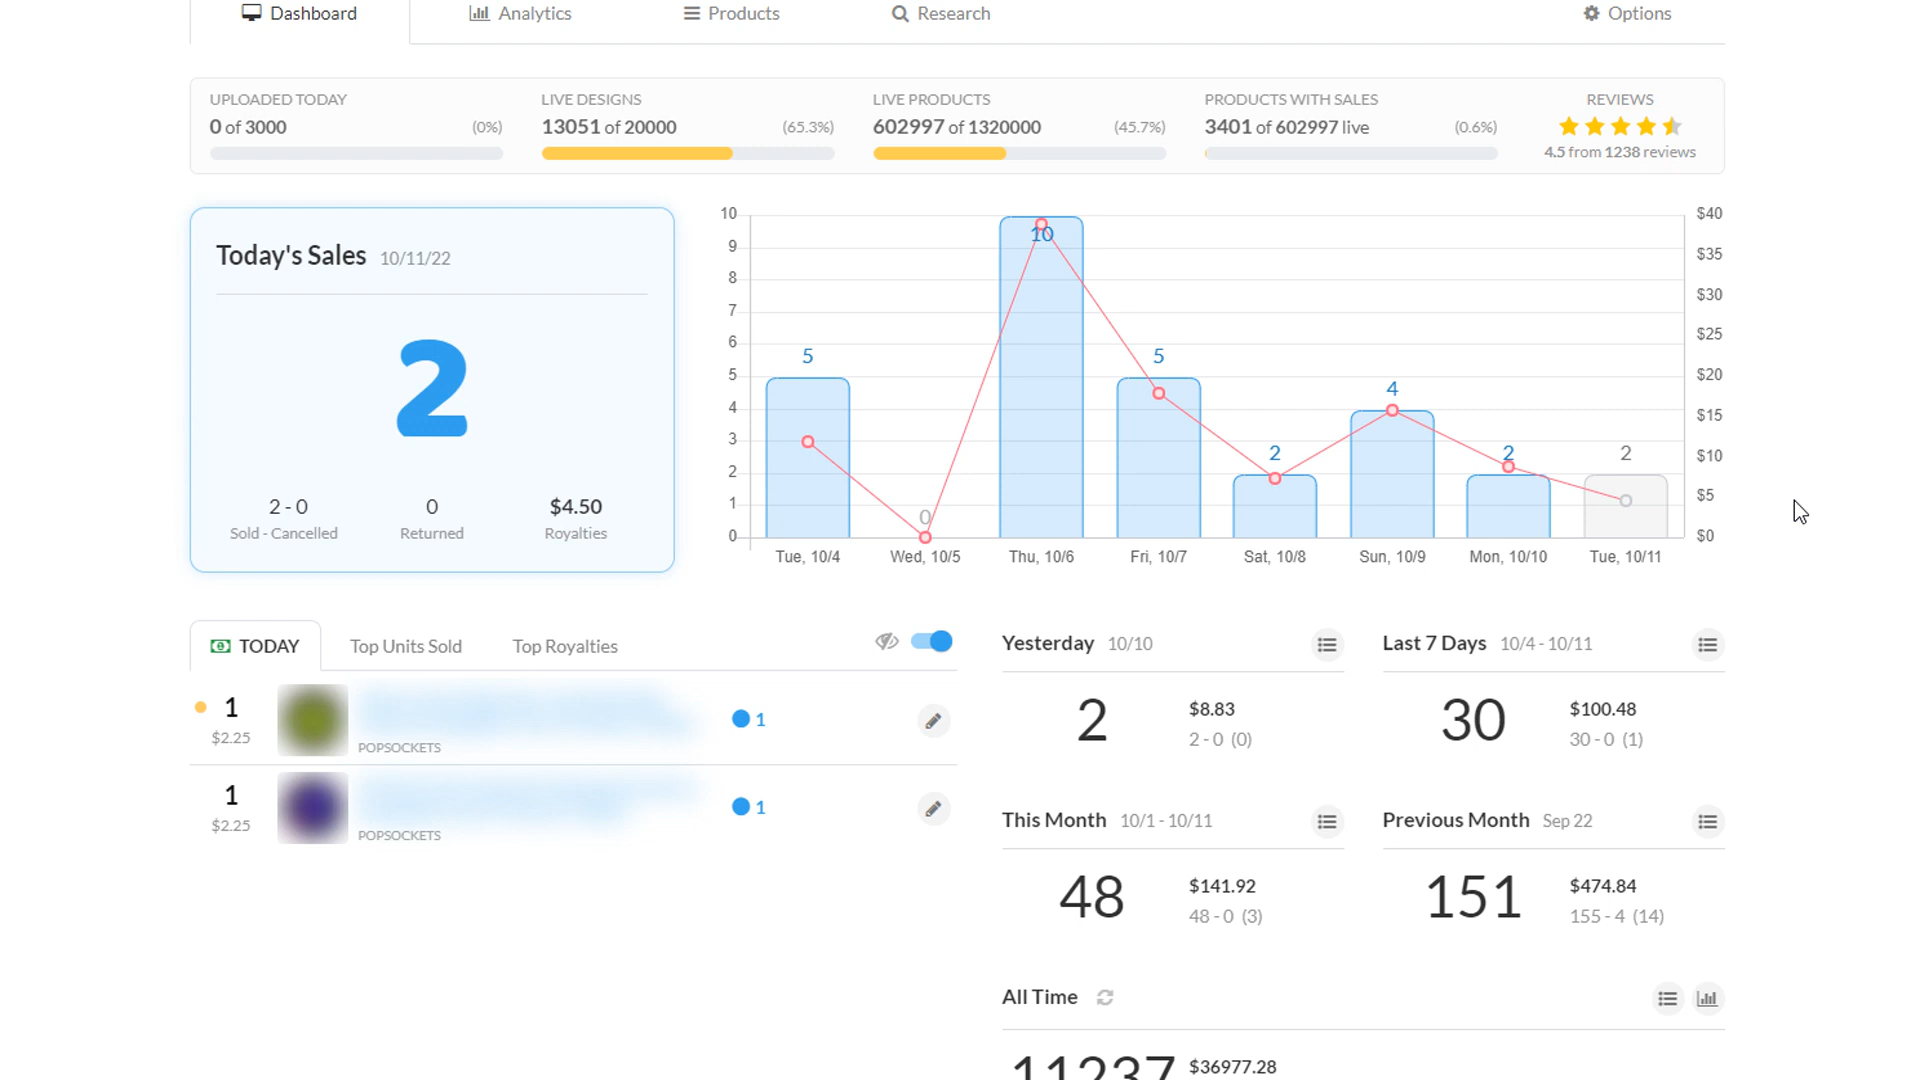 Dashboard Analytics Products Research Options
UPLOADED TODAY LIVE DESIGNS LIVE PRODUCTS PRODUCTS WITH SALES REVIEWS
0 of 3000 (0%) 13051 of 20000 (65.3%) 602997 of 1320000 (45.7%) 3401 of 602997 live (0.6%)
4.5 from 1238 reviews
Today's Sales 10/11/22
2
2 - 0 0 $4.50
Sold - Cancelled Returned Royalties
10 $40
9 $35
8 $30
7 $25
6 $20
5 $15
4 $10
3 $5
2 $0
1
0
5 0 10 5 2 4 2 2
Tue, 10/4 Wed, 10/5 Thu, 10/6 Fri, 10/7 Sat, 10/8 Sun, 10/9 Mon, 10/10 Tue, 10/11
TODAY Top Units Sold Top Royalties
1 1
$2.25 POPSOCKETS
1 1
$2.25 POPSOCKETS
Yesterday 10/10
2 $8.83
2 - 0 (0)
Last 7 Days 10/4 - 10/11
30 $100.48
30 - 0 (1)
This Month 10/1 - 10/11
48 $141.92
48 - 0 (3)
Previous Month Sep 22
151 $474.84
155 - 4 (14)
All Time
11237 $36977.28